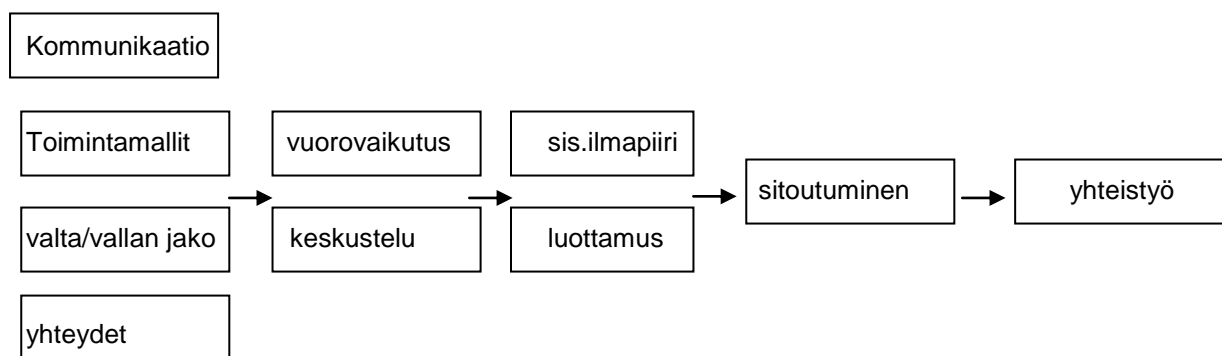 Kommunikaatio
Toimintamallit vuorovaikutus sis.ilmapiiri
sitoutuminen yhteistyö
valta/vallan jako keskustelu luottamus
yhteydet